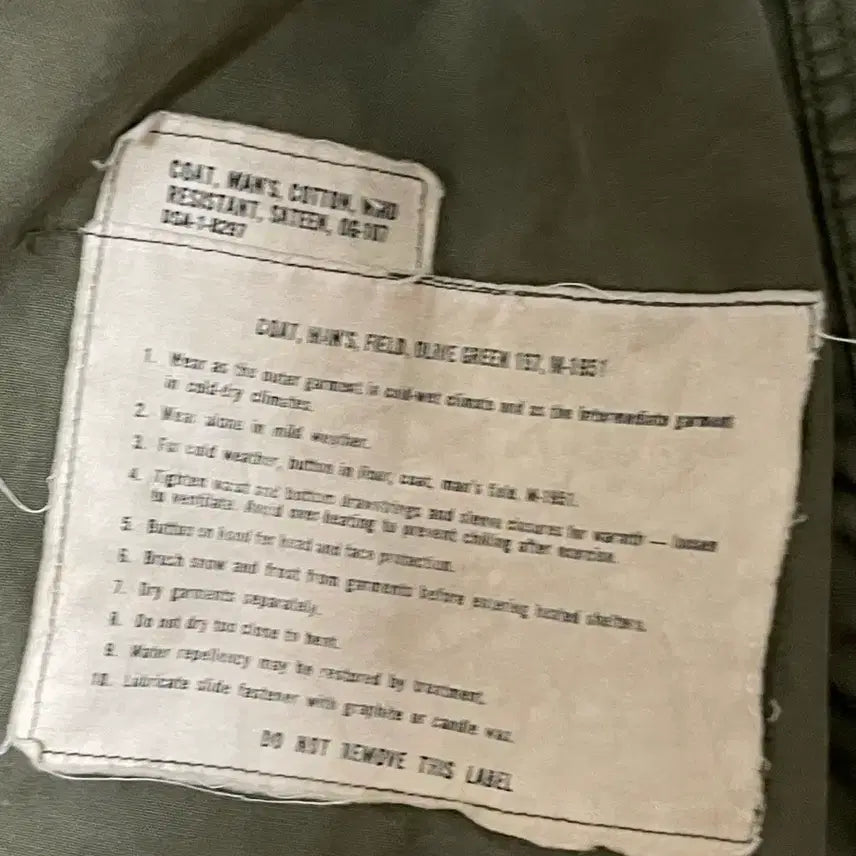 COAT, MAN'S, COTTON, WIND
RESISTANT, SATEEN, OG-107
DSA-1-8297
COAT, MAN'S, FIELD, OLIVE GREEN 107, M-1951
1. Wear as the outer garment in cold-wet climate and as the intermediate garment
in cold-dry climates.
2. Wear alone in mild weather.
3. For cold weather, button in liner, coat, man's field, M-1951.
4. Tighten waist and bottom drawstrings and sleeve closures for warmth — loosen
to ventilate. Avoid over-heating to prevent chilling after exercise.
5. Button on hood for head and face protection.
6. Brush snow and frost from garments before entering heated shelters.
7. Dry garments separately.
8. Do not dry too close to heat.
9. Water repellency may be restored by treatment.
10. Lubricate slide fastener with graphite or candle wax.
DO NOT REMOVE THIS LABEL